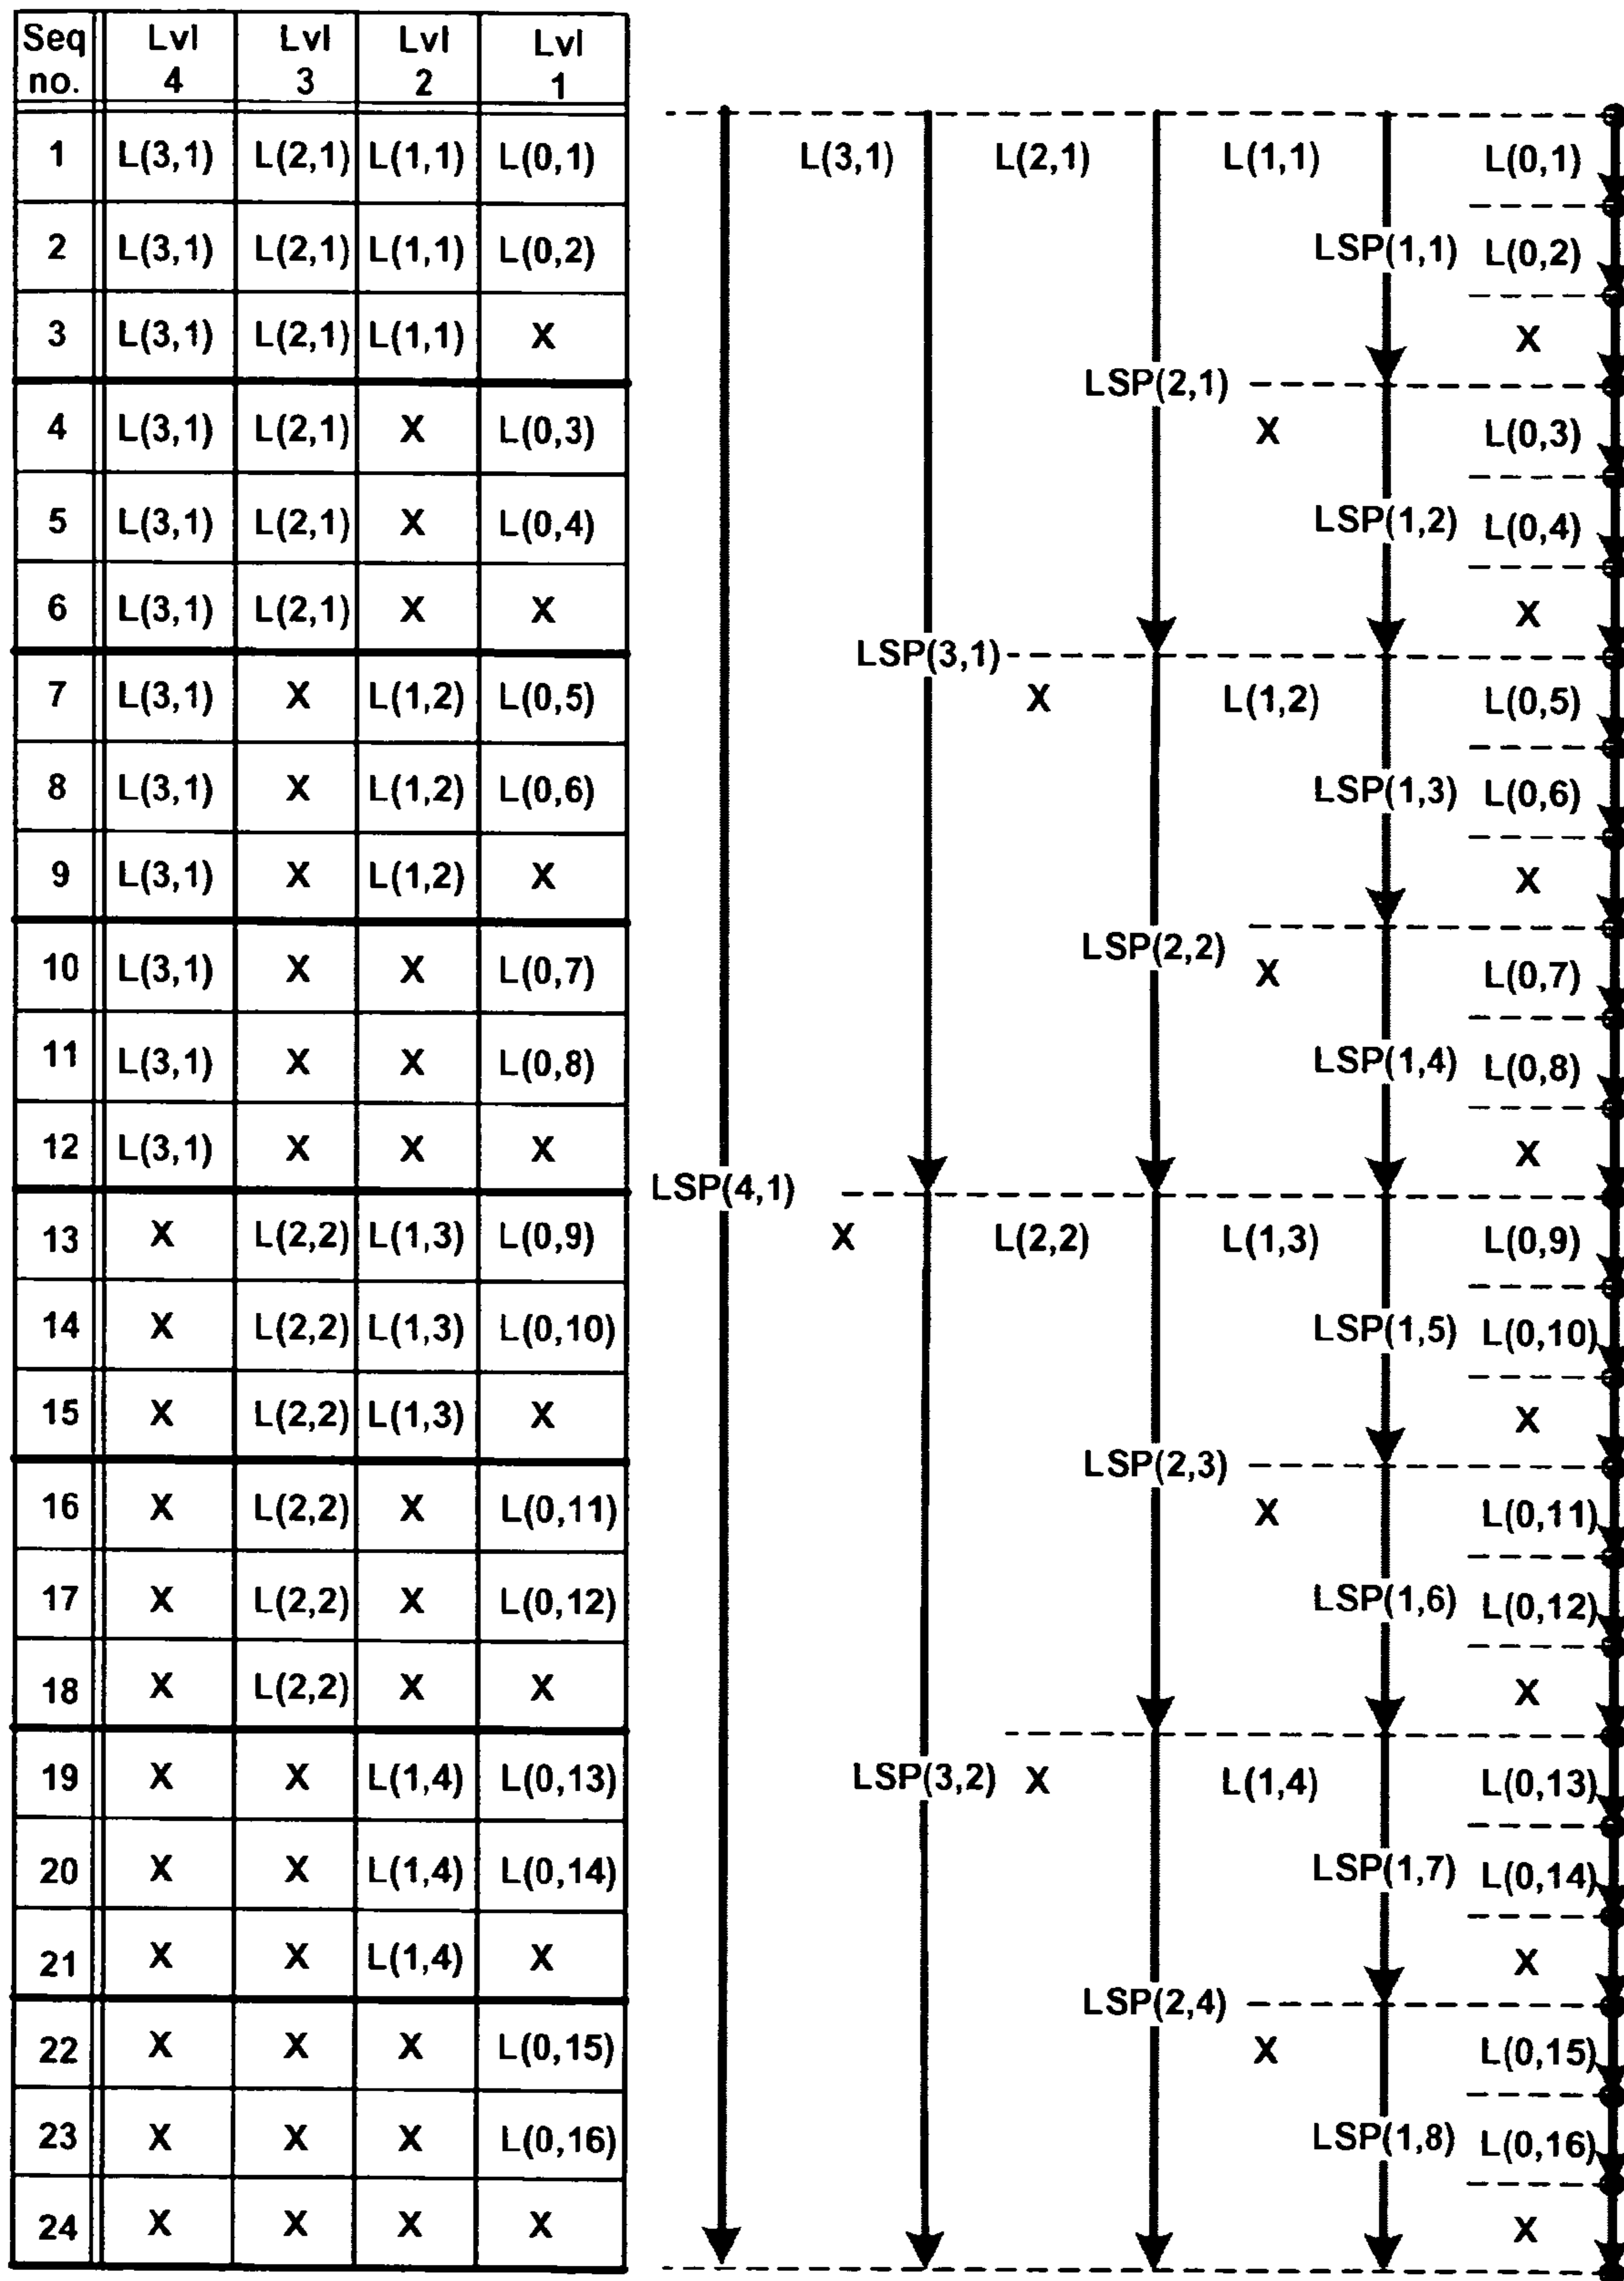 Seq no. Lvl 4 Lvl 3 Lvl 2 Lvl 1
1 L(3,1) L(2,1) L(1,1) L(0,1) L(3,1) L(2,1) L(1,1) L(0,1)
2 L(3,1) L(2,1) L(1,1) L(0,2) LSP(1,1) L(0,2)
3 L(3,1) L(2,1) L(1,1) X X
LSP(2,1)
4 L(3,1) L(2,1) X L(0,3) X L(0,3)
5 L(3,1) L(2,1) X L(0,4) LSP(1,2) L(0,4)
6 L(3,1) L(2,1) X X X
LSP(3,1)
7 L(3,1) X L(1,2) L(0,5) X L(1,2) L(0,5)
8 L(3,1) X L(1,2) L(0,6) LSP(1,3) L(0,6)
9 L(3,1) X L(1,2) X X
LSP(2,2)
10 L(3,1) X X L(0,7) X L(0,7)
11 L(3,1) X X L(0,8) LSP(1,4) L(0,8)
12 L(3,1) X X X X
LSP(4,1)
13 X L(2,2) L(1,3) L(0,9) X L(2,2) L(1,3) L(0,9)
14 X L(2,2) L(1,3) L(0,10) LSP(1,5) L(0,10)
15 X L(2,2) L(1,3) X X
LSP(2,3)
16 X L(2,2) X L(0,11) X L(0,11)
17 X L(2,2) X L(0,12) LSP(1,6) L(0,12)
18 X L(2,2) X X X
19 X X L(1,4) L(0,13) LSP(3,2) X L(1,4) L(0,13)
20 X X L(1,4) L(0,14) LSP(1,7) L(0,14)
21 X X L(1,4) X X
LSP(2,4)
22 X X X L(0,15) X L(0,15)
23 X X X L(0,16) LSP(1,8) L(0,16)
24 X X X X X